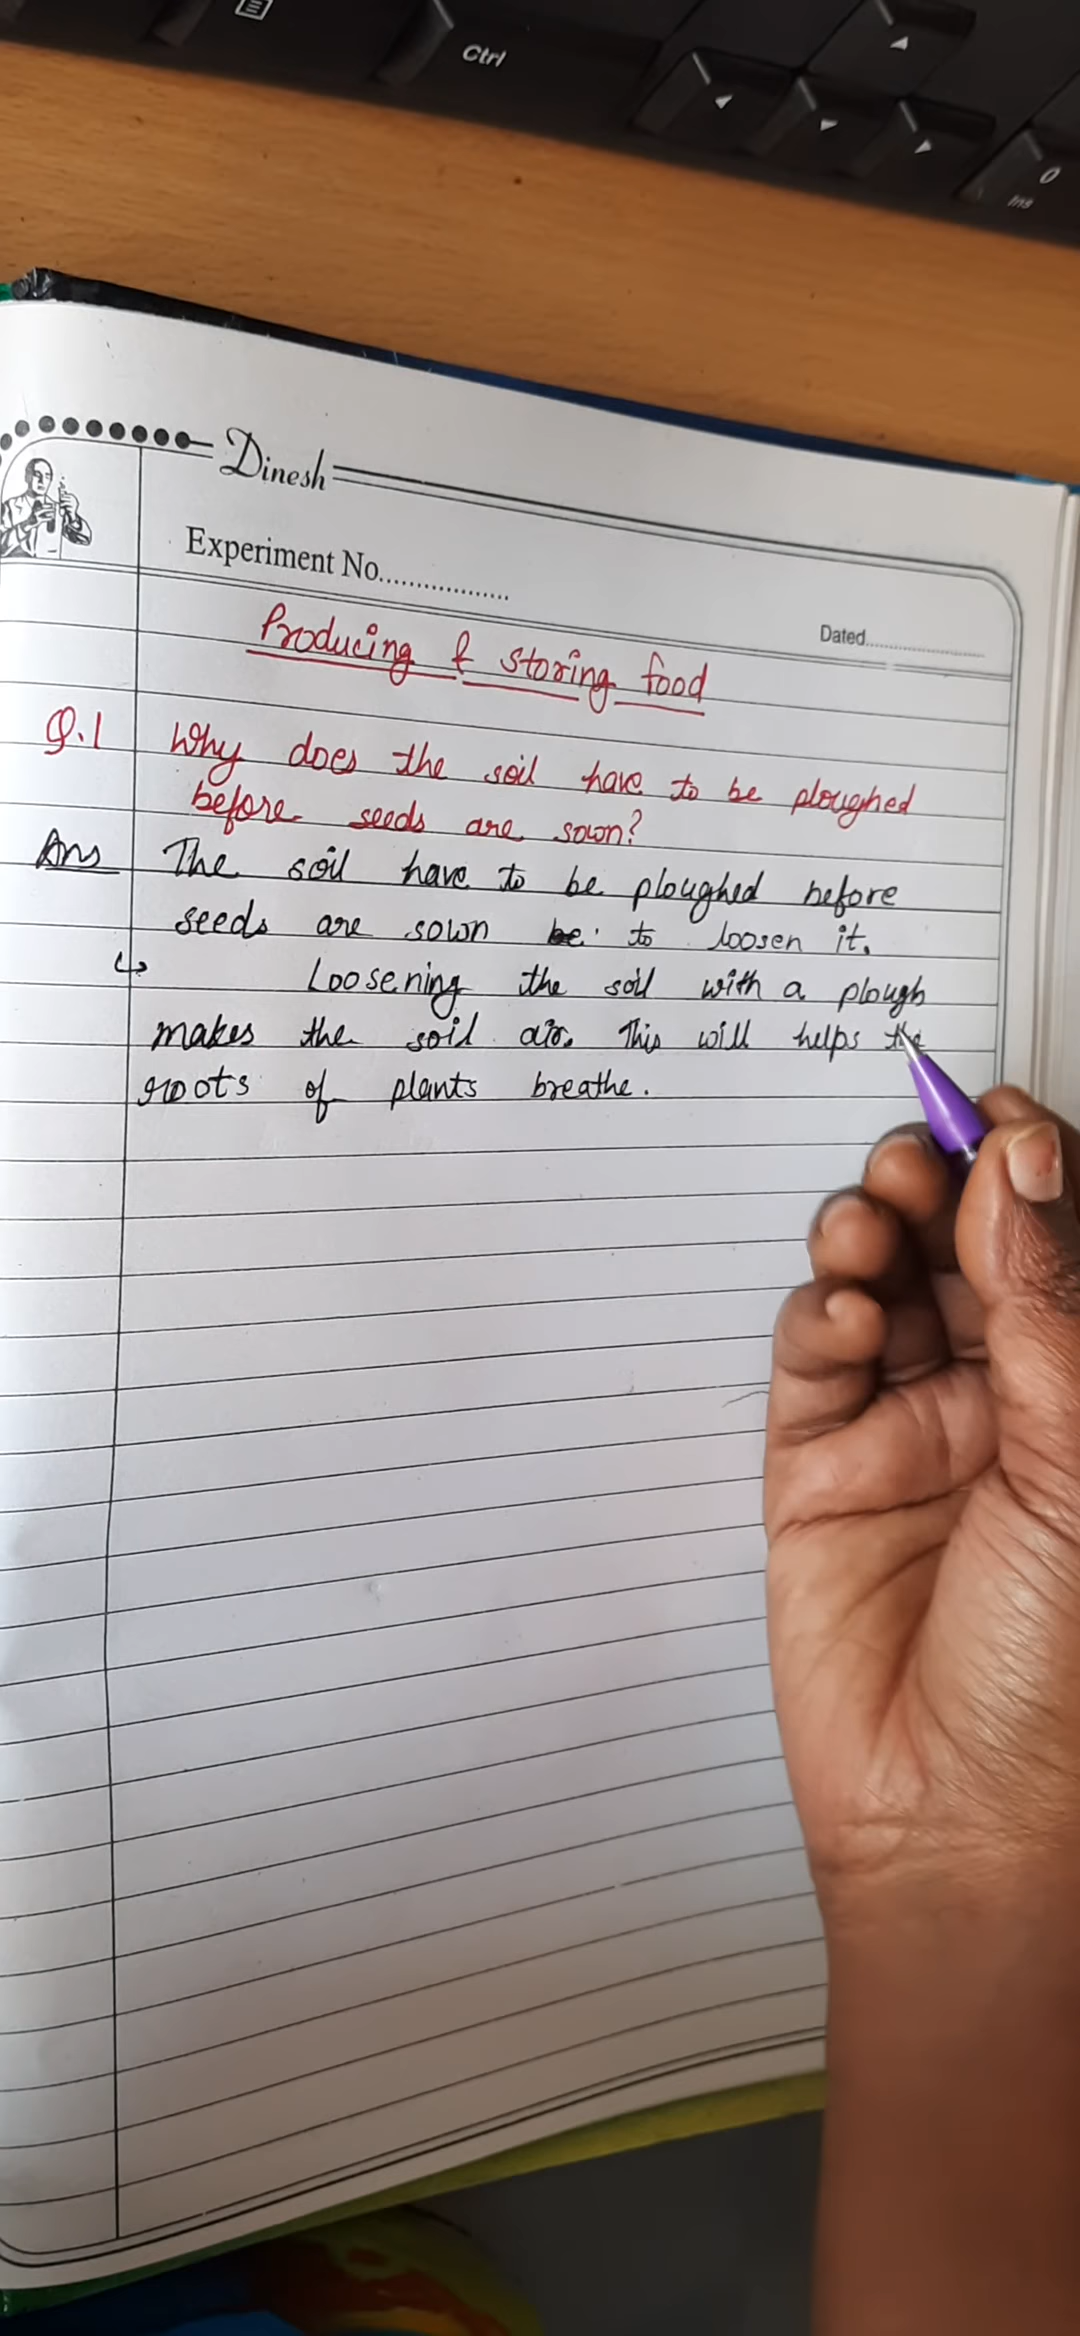 Ctrl
0
Ins
Dinesh
Experiment No..................
Dated........................
Producing & storing food
Q.1 Why does the soil have to be ploughed
before seeds are sown?
Ans The soil have to be ploughed before
seeds are sown to loosen it.
Loosening the soil with a plough
makes the soil air. This will helps the
roots of plants breathe.